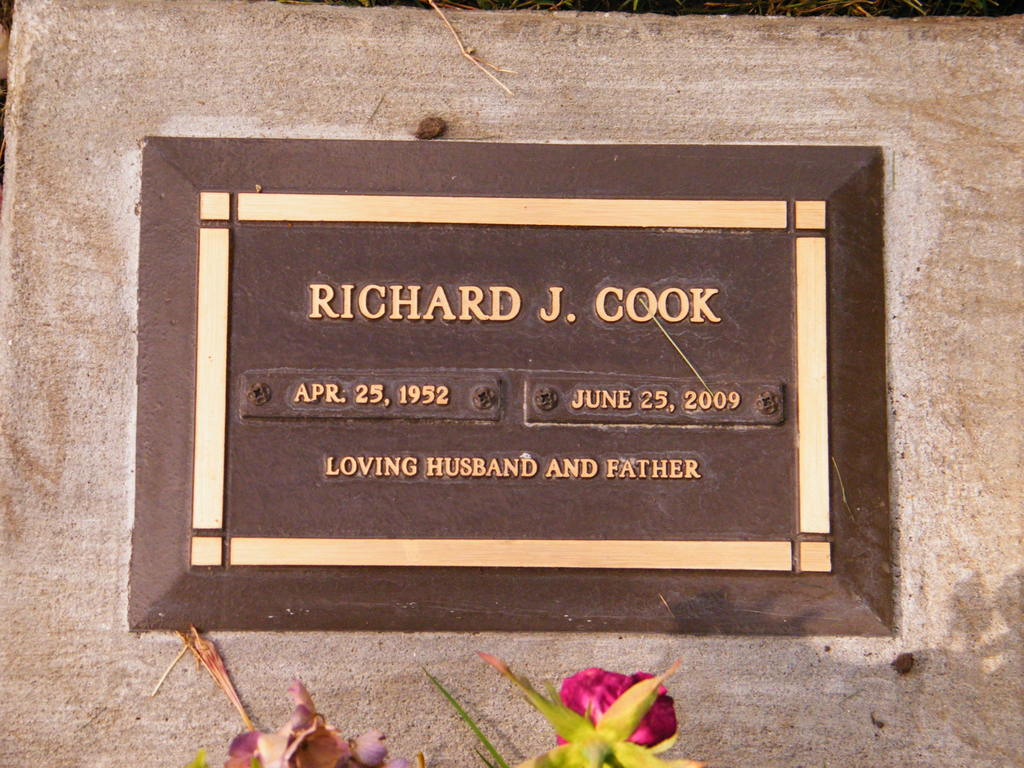 RICHARD J. COOK
APR. 25, 1952 JUNE 25, 2009
LOVING HUSBAND AND FATHER